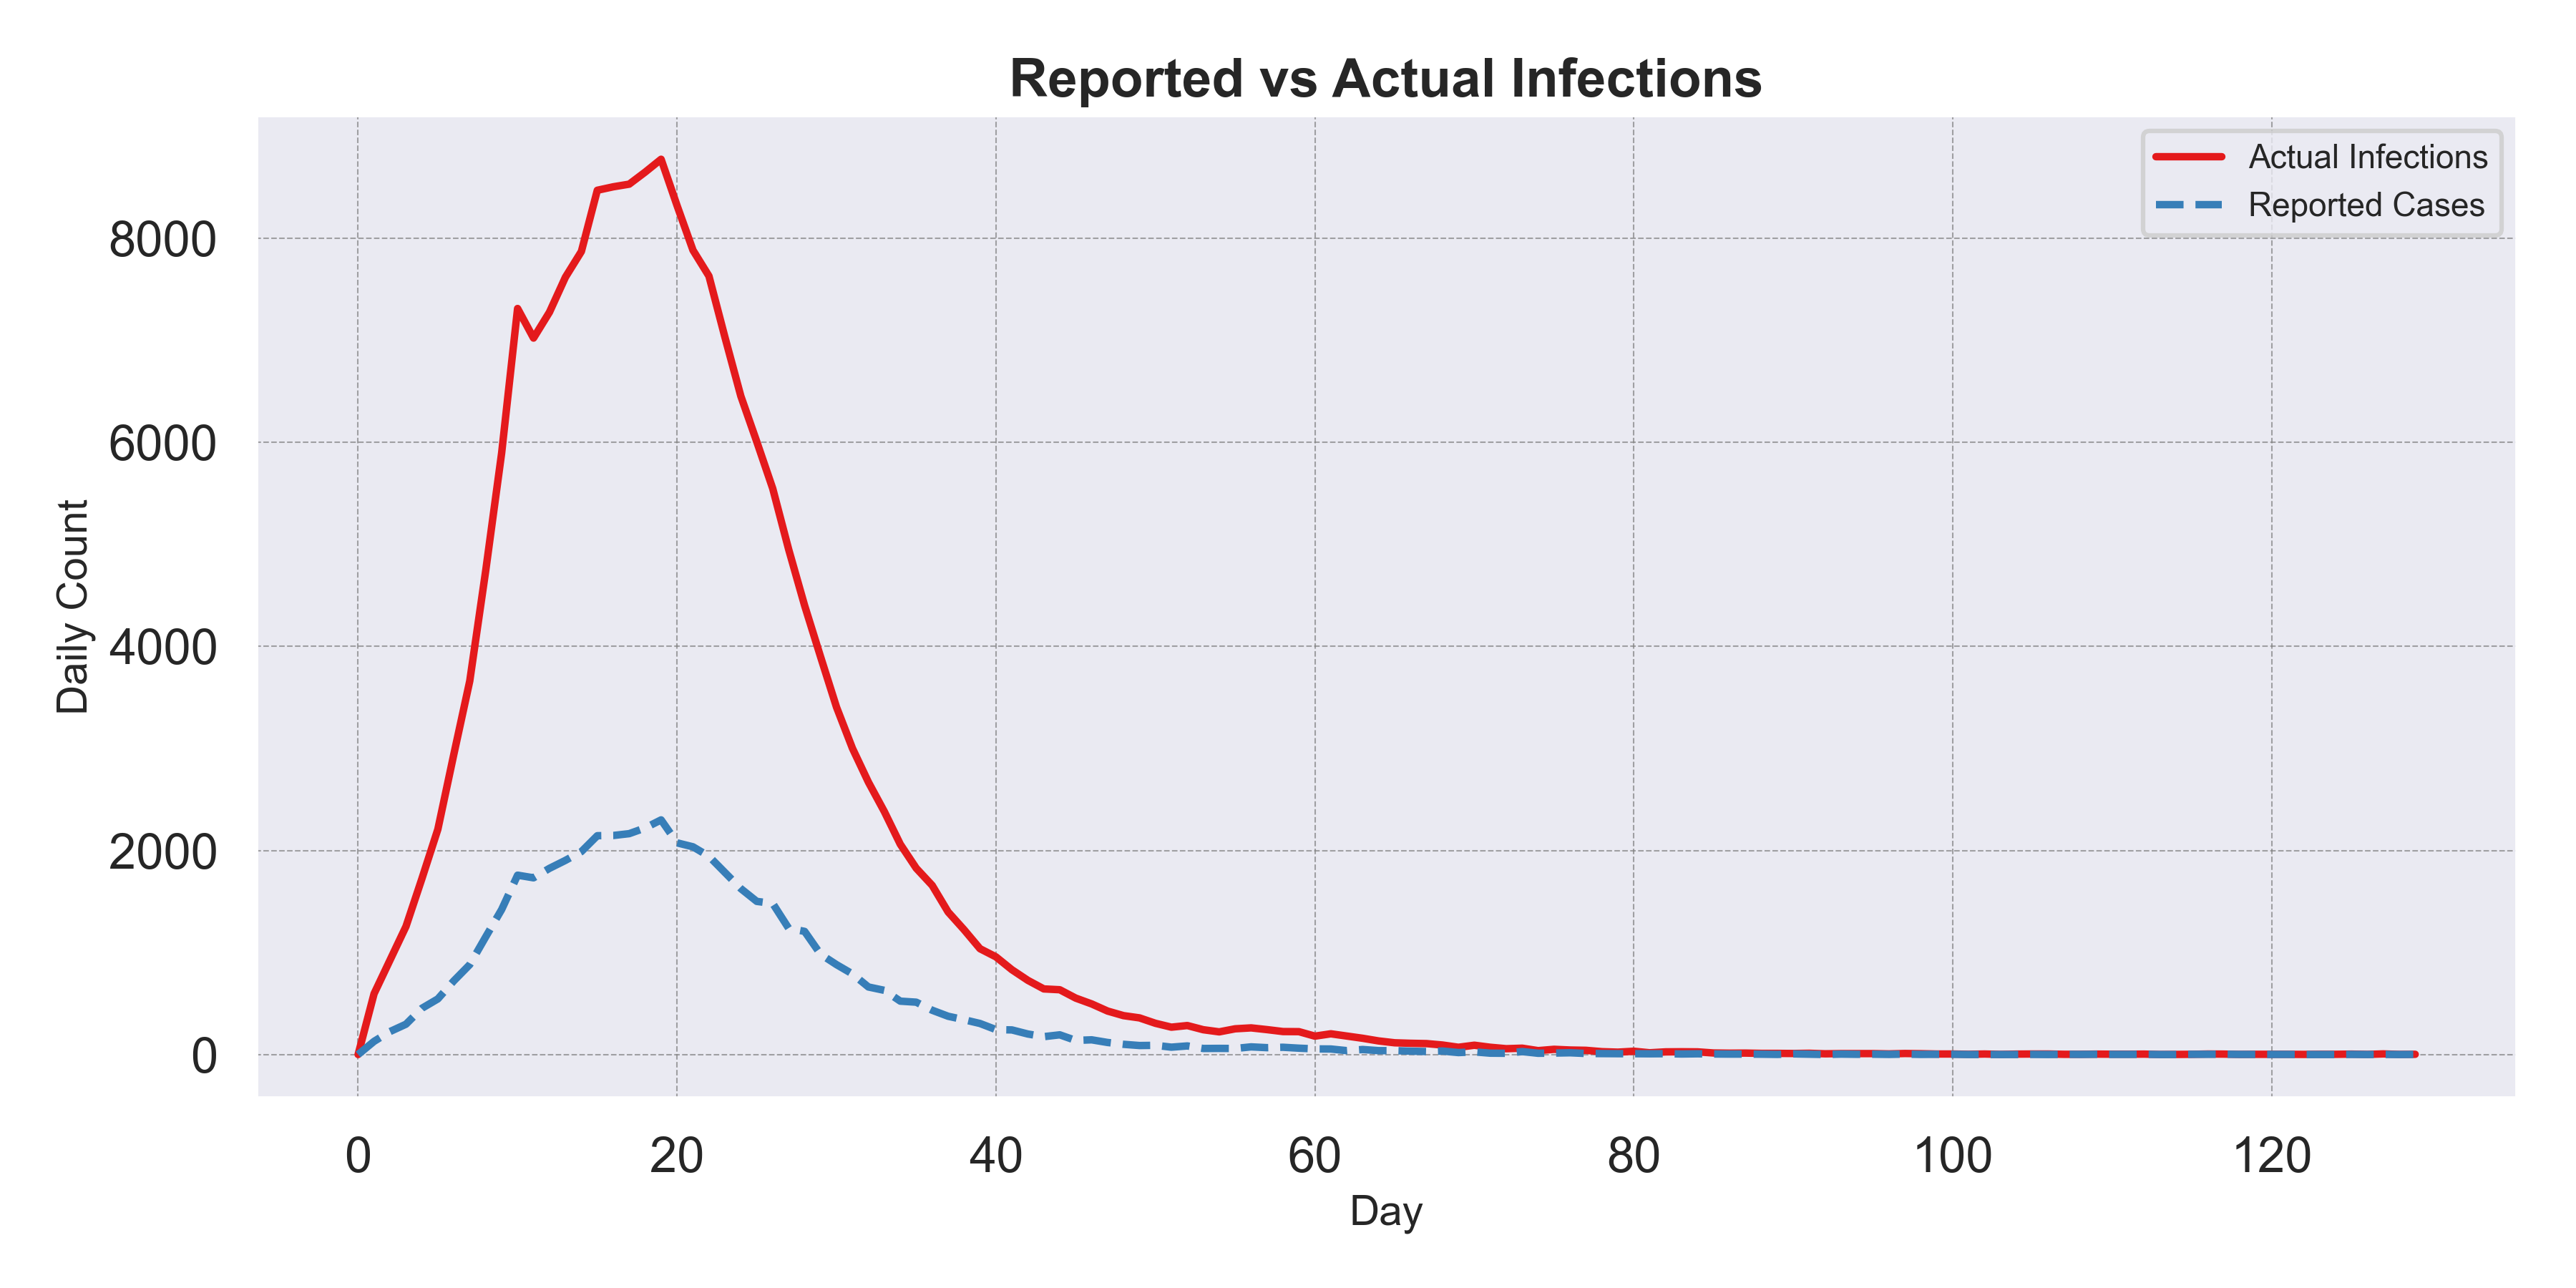 Reported vs Actual Infections
Actual Infections
Reported Cases
Daily Count
8000
6000
4000
2000
0
0 20 40 60 80 100 120
Day